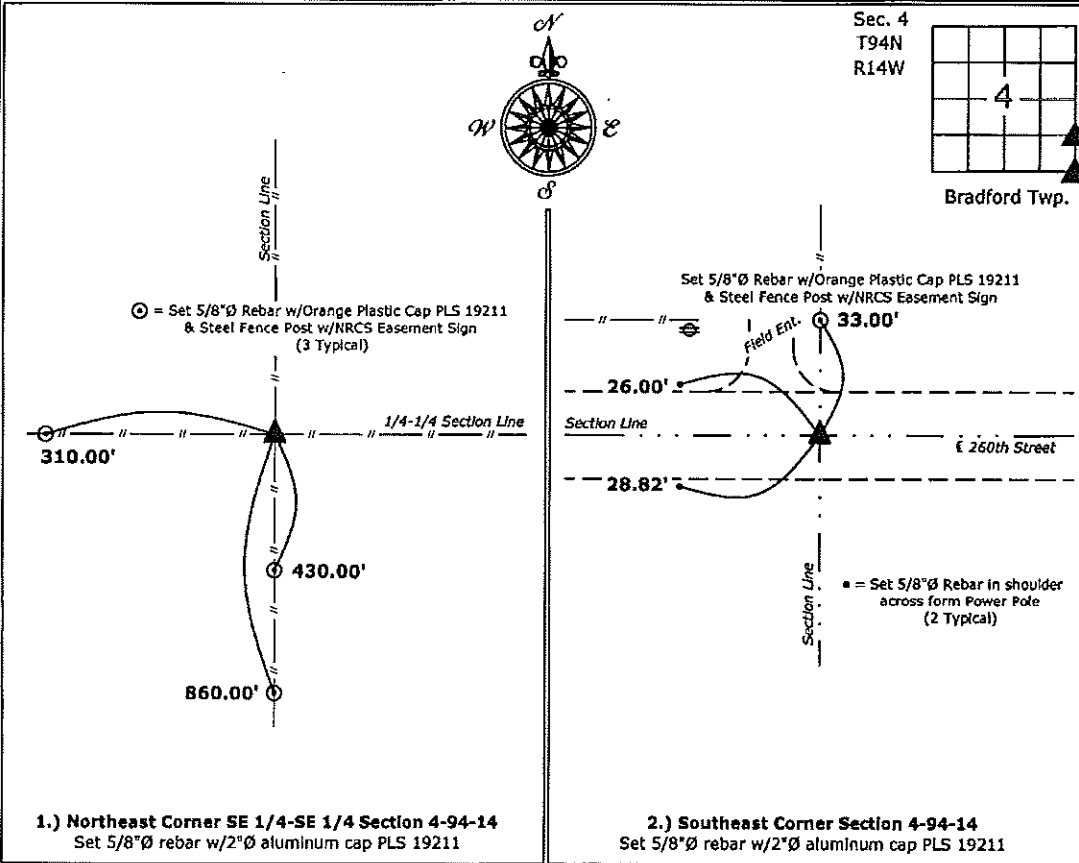 N
W
E
S
Sec. 4
T94N
R14W
4
Bradford Twp.
Section Line
⊙ = Set 5/8"Ø Rebar w/Orange Plastic Cap PLS 19211
& Steel Fence Post w/NRCS Easement Sign
(3 Typical)
1/4-1/4 Section Line
310.00'
430.00'
860.00'
1.) Northeast Corner SE 1/4-SE 1/4 Section 4-94-14
Set 5/8"Ø rebar w/2"Ø aluminum cap PLS 19211
Set 5/8"Ø Rebar w/Orange Plastic Cap PLS 19211
& Steel Fence Post w/NRCS Easement Sign
33.00'
Field Ent.
26.00'
Section Line
℄ 260th Street
28.82'
Section Line
• = Set 5/8"Ø Rebar in shoulder
across form Power Pole
(2 Typical)
2.) Southeast Corner Section 4-94-14
Set 5/8"Ø rebar w/2"Ø aluminum cap PLS 19211